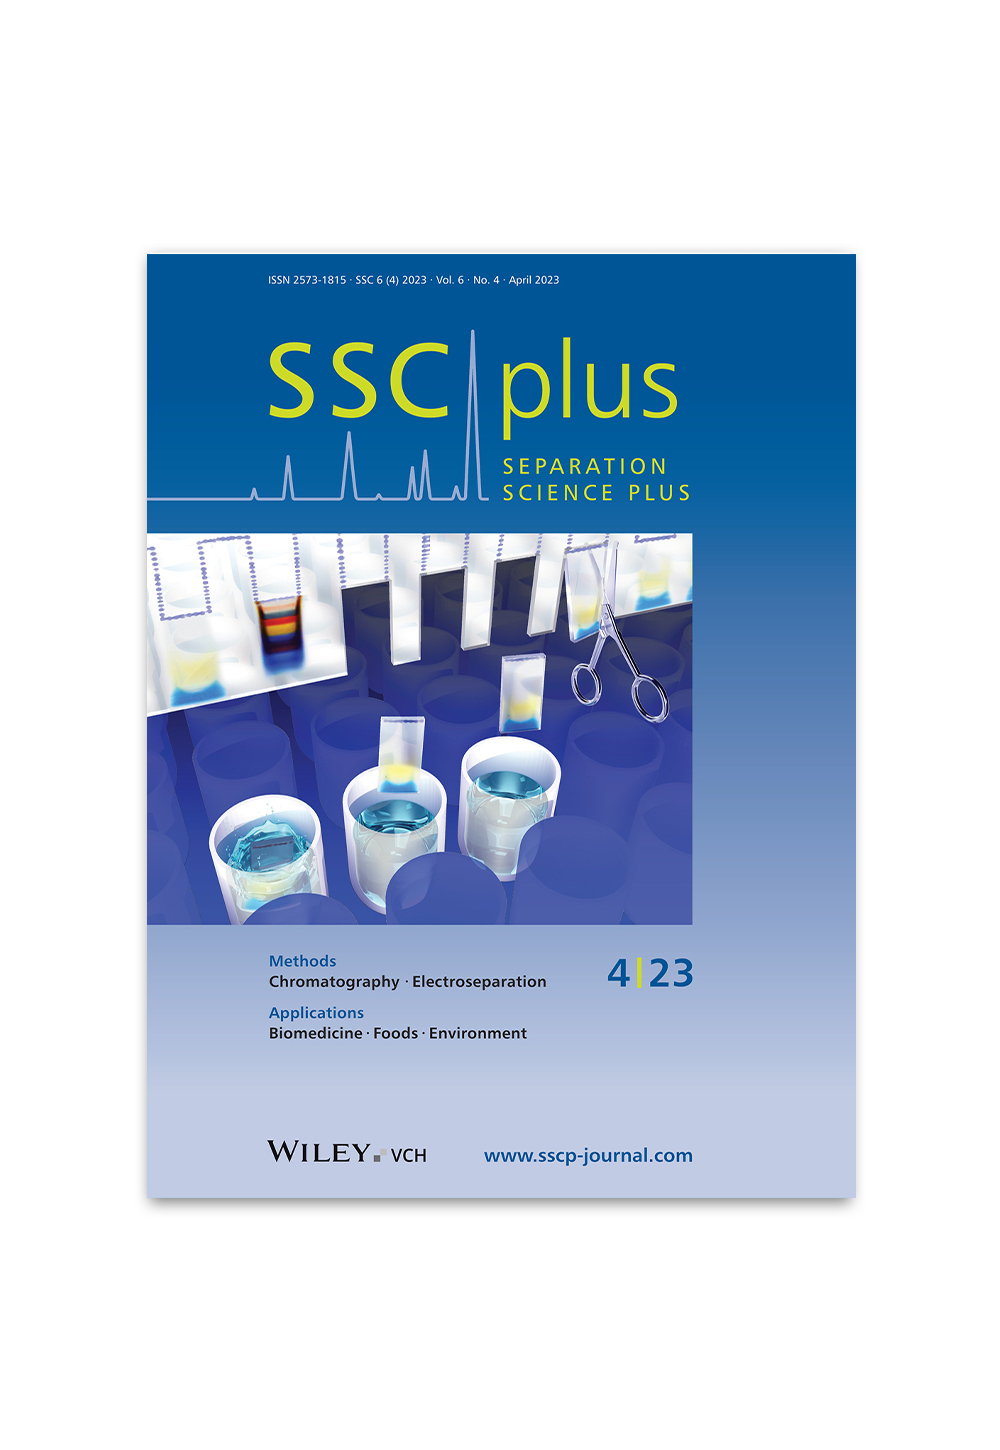 ISSN 2573-1815 · SSC 6 (4) 2023 · Vol. 6 · No. 4 · April 2023
SSC plus
SEPARATION
SCIENCE PLUS
Methods
Chromatography · Electroseparation
4|23
Applications
Biomedicine · Foods · Environment
WILEY-VCH
www.sscp-journal.com